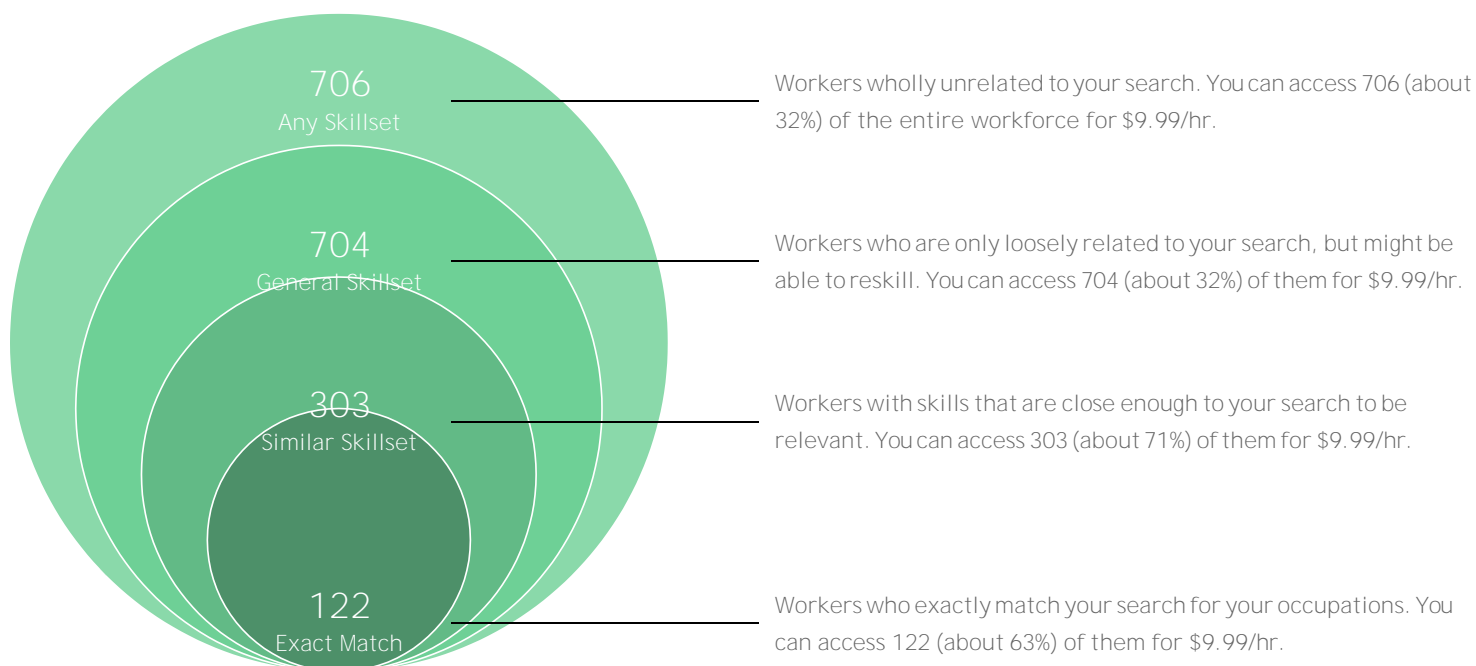 706
Any Skillset
Workers wholly unrelated to your search. You can access 706 (about
32%) of the entire workforce for $9.99/hr.
704
General Skillset
Workers who are only loosely related to your search, but might be
able to reskill. You can access 704 (about 32%) of them for $9.99/hr.
303
Similar Skillset
Workers with skills that are close enough to your search to be
relevant. You can access 303 (about 71%) of them for $9.99/hr.
122
Exact Match
Workers who exactly match your search for your occupations. You
can access 122 (about 63%) of them for $9.99/hr.